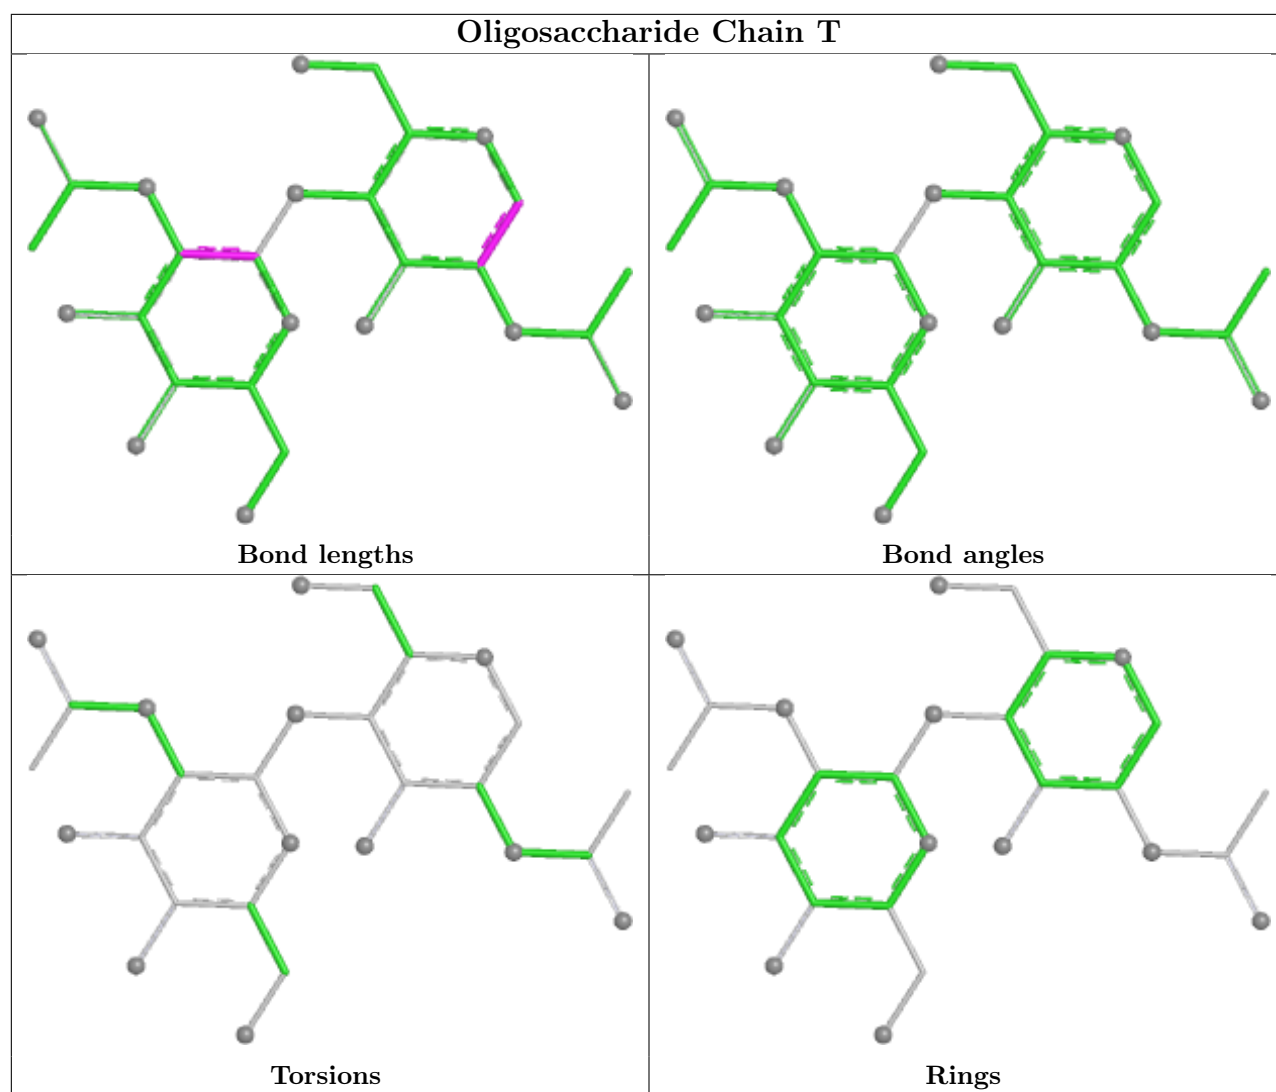 Oligosaccharide Chain T
Bond lengths
Bond angles
Torsions
Rings